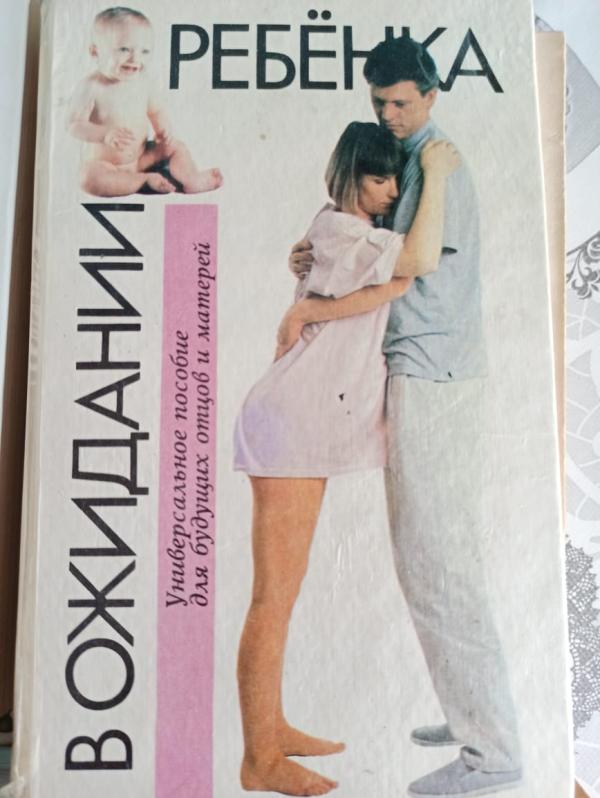 В ОЖИДАНИИ
РЕБЁНКА
Универсальное пособие
для будущих отцов и матерей